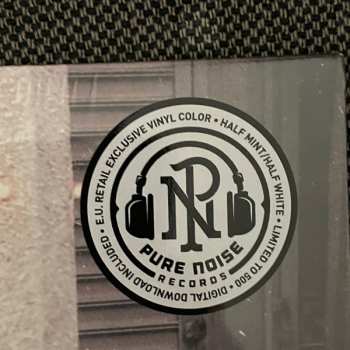 • E.U. RETAIL EXCLUSIVE VINYL COLOR • HALF MINT/HALF WHITE • LIMITED TO 500 • DIGITAL DOWNLOAD INCLUDED
PN
PURE NOISE
RECORDS